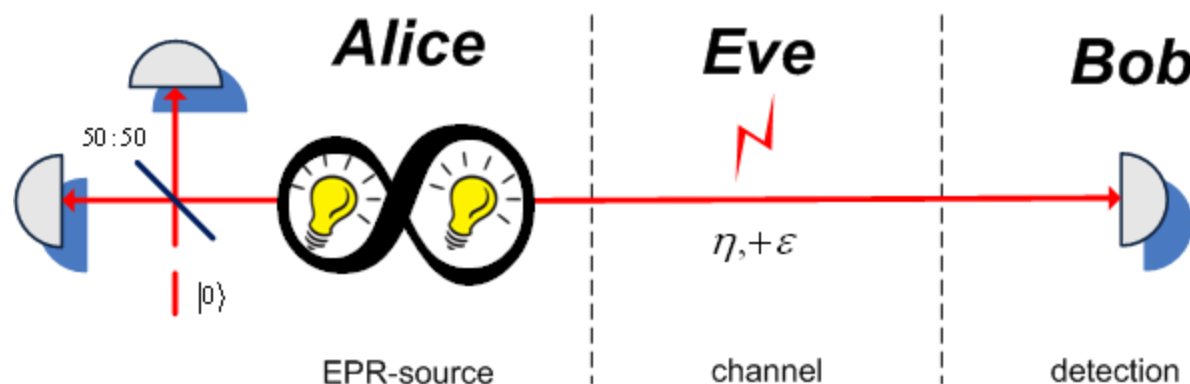 Alice
Eve
Bob
50:50
|0⟩
η,+ε
EPR-source
channel
detection